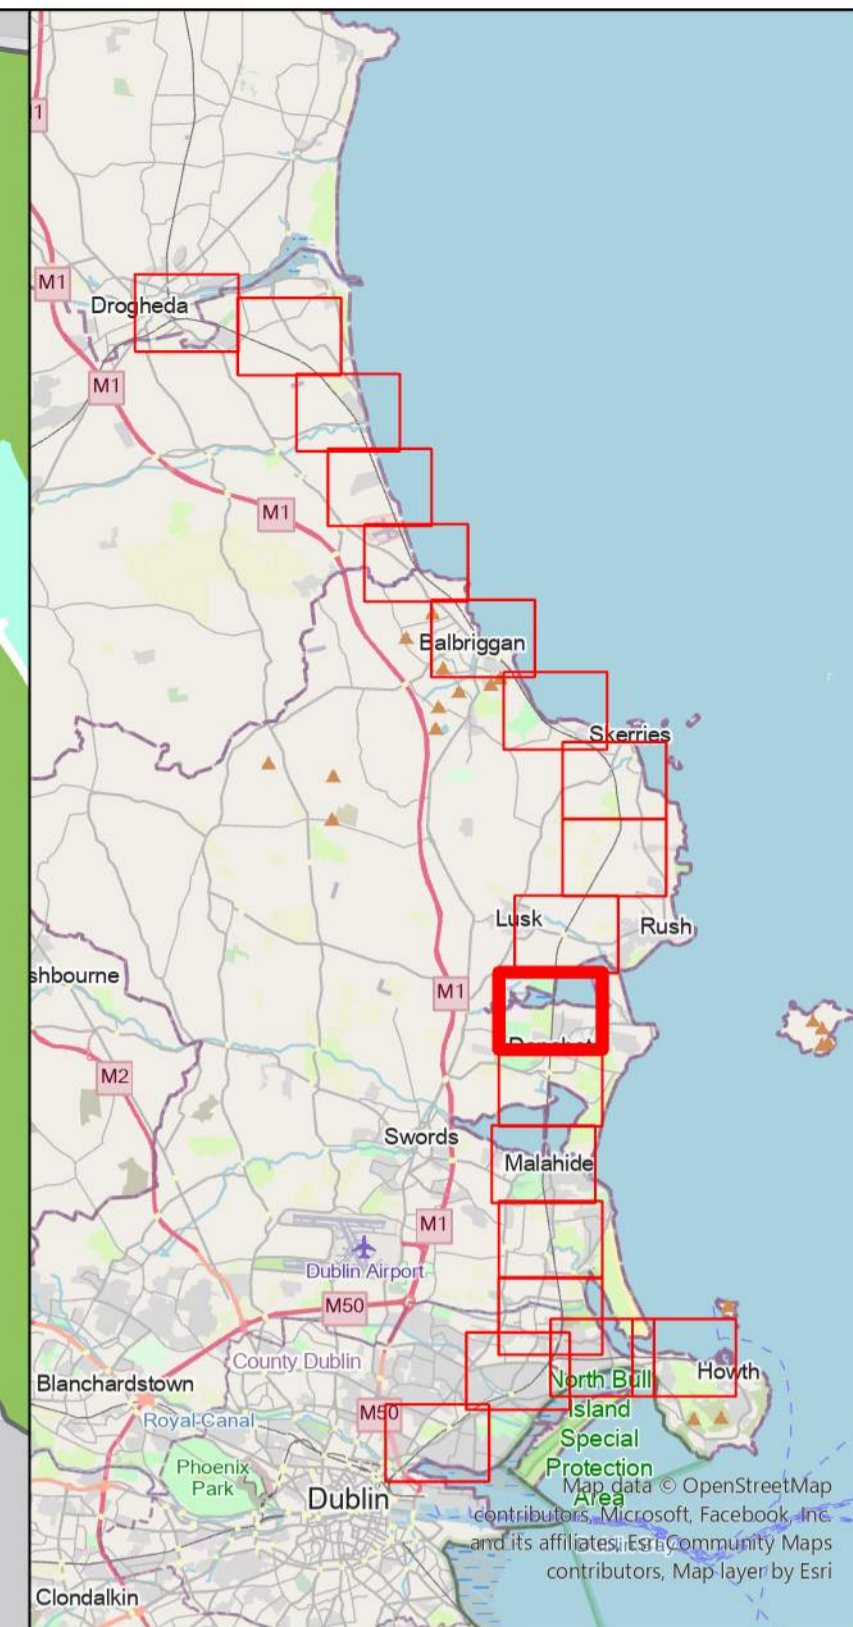 M1
Drogheda
M1
M1
Balbriggan
Skerries
Lusk
Rush
shbourne
M1
M2
Swords
Malahide
M1
Dublin Airport
M50
County Dublin
Howth
Blanchardstown
North Bull
Island
Special
Protection
Area
Royal Canal
M50
Phoenix
Park
Dublin
Map data © OpenStreetMap
contributors, Microsoft, Facebook, Inc.
and its affiliates, Esri Community Maps
contributors, Map layer by Esri
Clondalkin